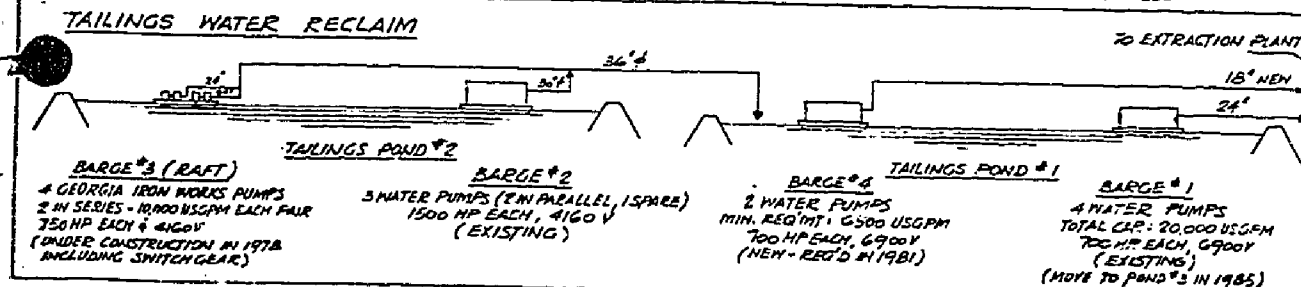 TAILINGS WATER RECLAIM
TO EXTRACTION PLANT
36"φ
24"
30"φ
18" NEW
24"
TAILINGS POND #2
BARGE #3 (RAFT)
4 GEORGIA IRON WORKS PUMPS
2 IN SERIES - 10,000 USGPM EACH PAIR
750 HP EACH & 4160V
(UNDER CONSTRUCTION IN 1978
INCLUDING SWITCHGEAR)
BARGE #2
3 WATER PUMPS (2 IN PARALLEL, 1 SPARE)
1500 HP EACH, 4160 V
(EXISTING)
TAILINGS POND #1
BARGE #4
2 WATER PUMPS
MIN. REQ'MT: 6500 USGPM
700 HP EACH, 6900V
(NEW - REQ'D IN 1981)
BARGE #1
4 WATER PUMPS
TOTAL CAP.: 20,000 USGPM
700 HP EACH, 6900V
(EXISTING)
(MOVE TO POND #3 IN 1985)